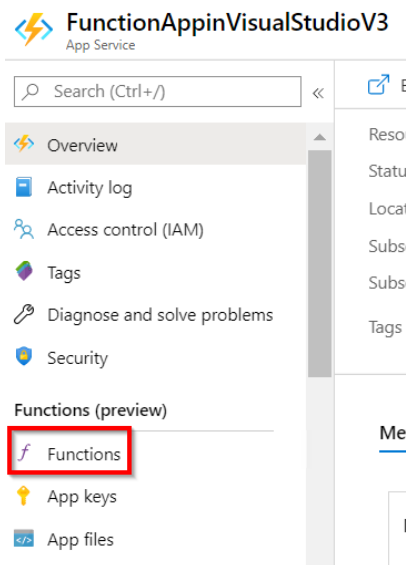 FunctionAppinVisualStudioV3
App Service
Search (Ctrl+/)
«
Overview
Activity log
Access control (IAM)
Tags
Diagnose and solve problems
Security
Functions (preview)
Functions
App keys
App files
Tags